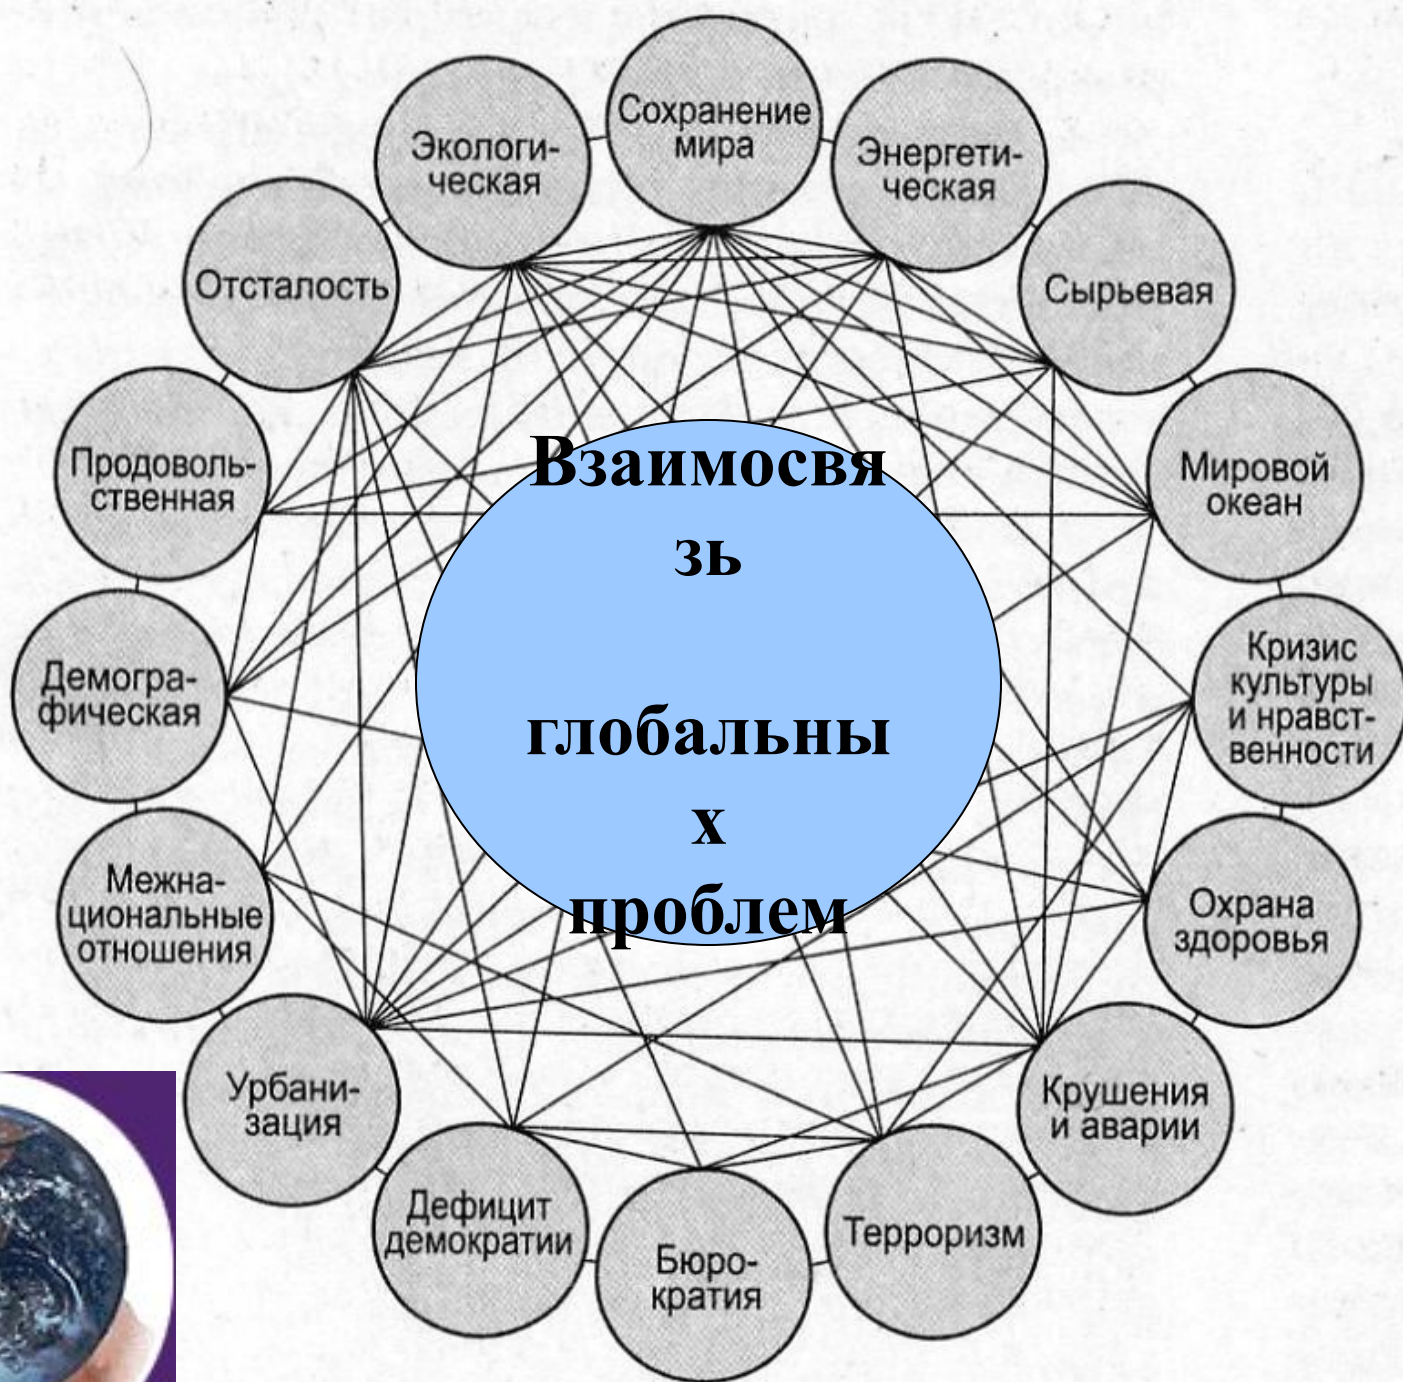 Сохранение
мира
Энергети-
ческая
Сырьевая
Мировой
океан
Кризис
культуры
и нравст-
венности
Охрана
здоровья
Крушения
и аварии
Терроризм
Бюро-
кратия
Дефицит
демократии
Урбани-
зация
Межна-
циональные
отношения
Демогра-
фическая
Продоволь-
ственная
Отсталость
Экологи-
ческая
Взаимосвя
зь
глобальны
х
проблем